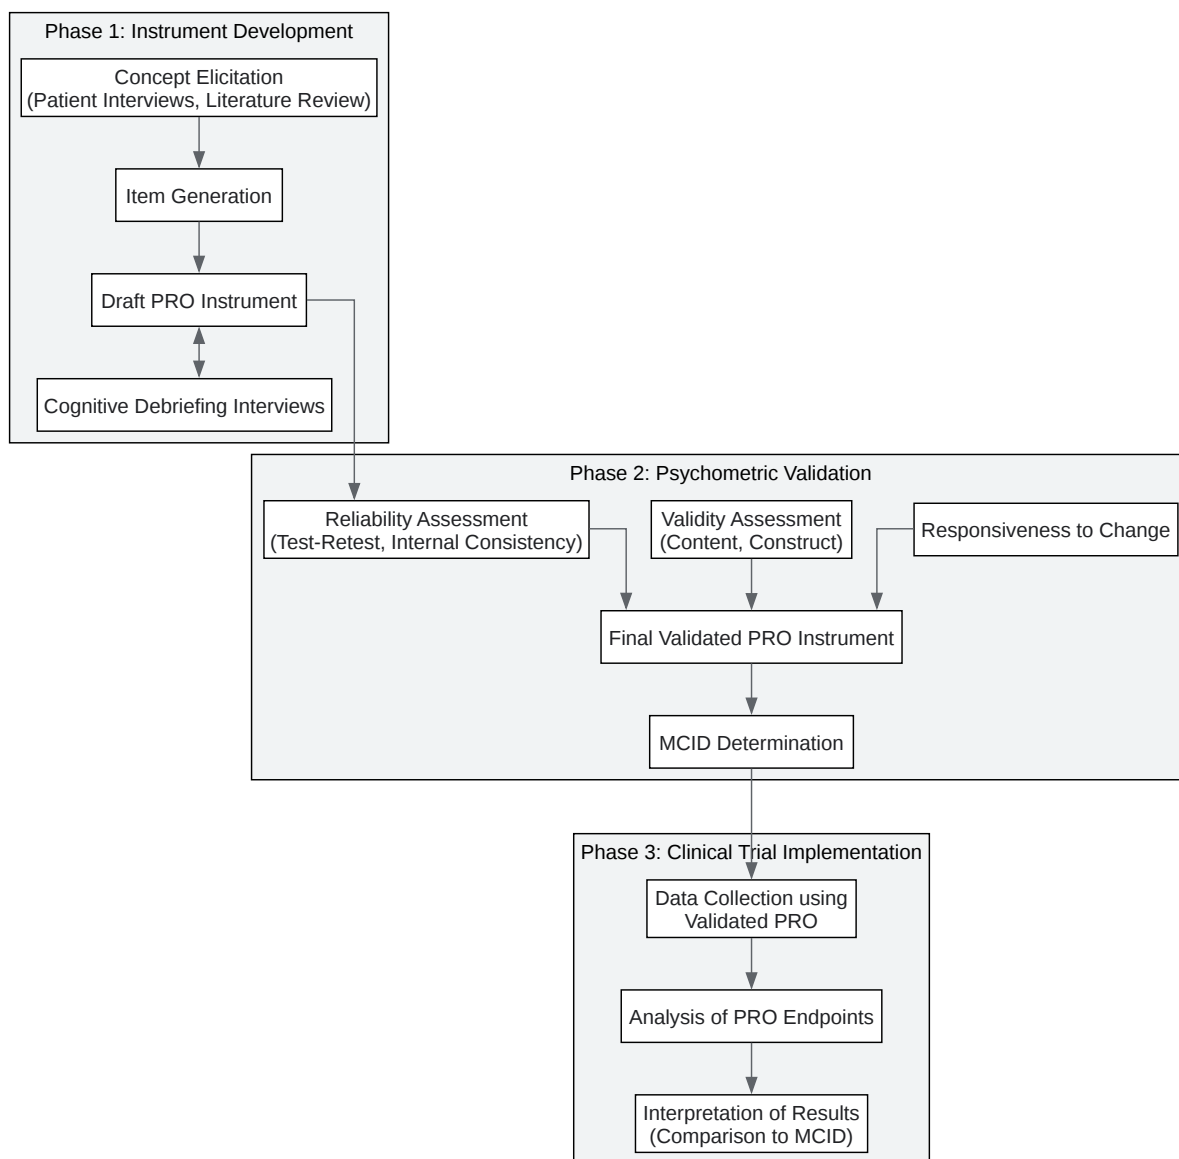 Phase 1: Instrument Development
Concept Elicitation
(Patient Interviews, Literature Review)
Item Generation
Draft PRO Instrument
Cognitive Debriefing Interviews
Phase 2: Psychometric Validation
Reliability Assessment
(Test-Retest, Internal Consistency)
Validity Assessment
(Content, Construct)
Responsiveness to Change
Final Validated PRO Instrument
MCID Determination
Phase 3: Clinical Trial Implementation
Data Collection using
Validated PRO
Analysis of PRO Endpoints
Interpretation of Results
(Comparison to MCID)